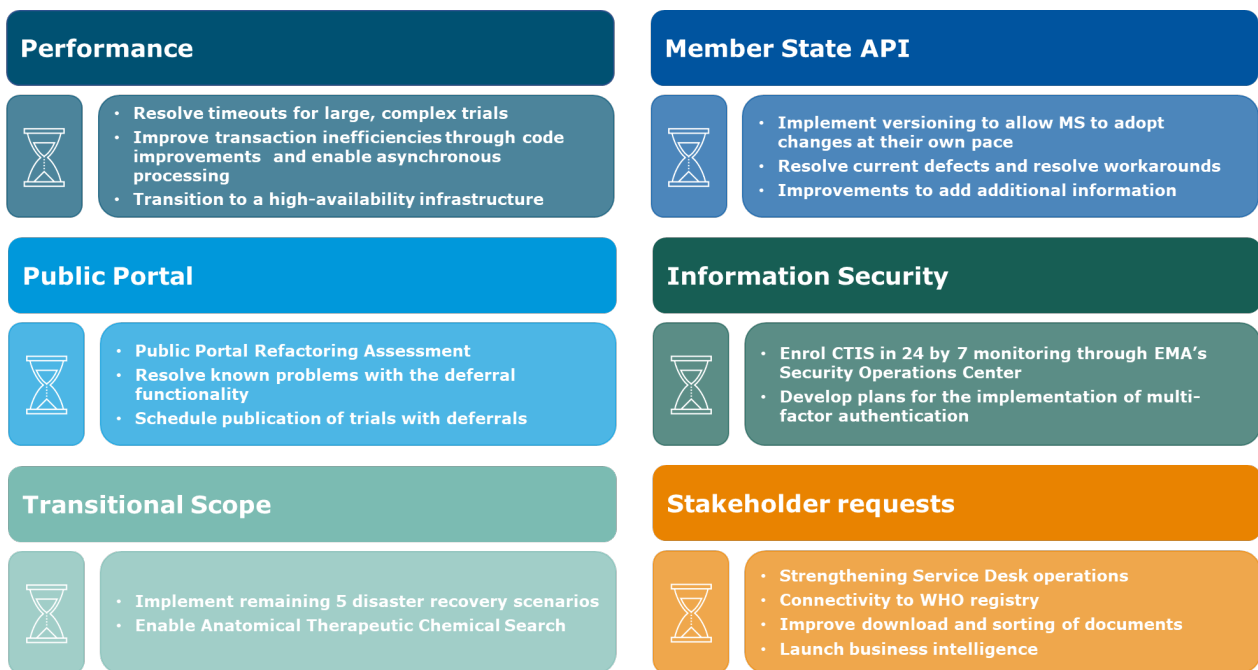 Performance
• Resolve timeouts for large, complex trials
• Improve transaction inefficiencies through code
improvements and enable asynchronous
processing
• Transition to a high-availability infrastructure
Member State API
• Implement versioning to allow MS to adopt
changes at their own pace
• Resolve current defects and resolve workarounds
• Improvements to add additional information
Public Portal
• Public Portal Refactoring Assessment
• Resolve known problems with the deferral
functionality
• Schedule publication of trials with deferrals
Information Security
• Enrol CTIS in 24 by 7 monitoring through EMA’s
Security Operations Center
• Develop plans for the implementation of multi-
factor authentication
Transitional Scope
• Implement remaining 5 disaster recovery scenarios
• Enable Anatomical Therapeutic Chemical Search
Stakeholder requests
• Strengthening Service Desk operations
• Connectivity to WHO registry
• Improve download and sorting of documents
• Launch business intelligence